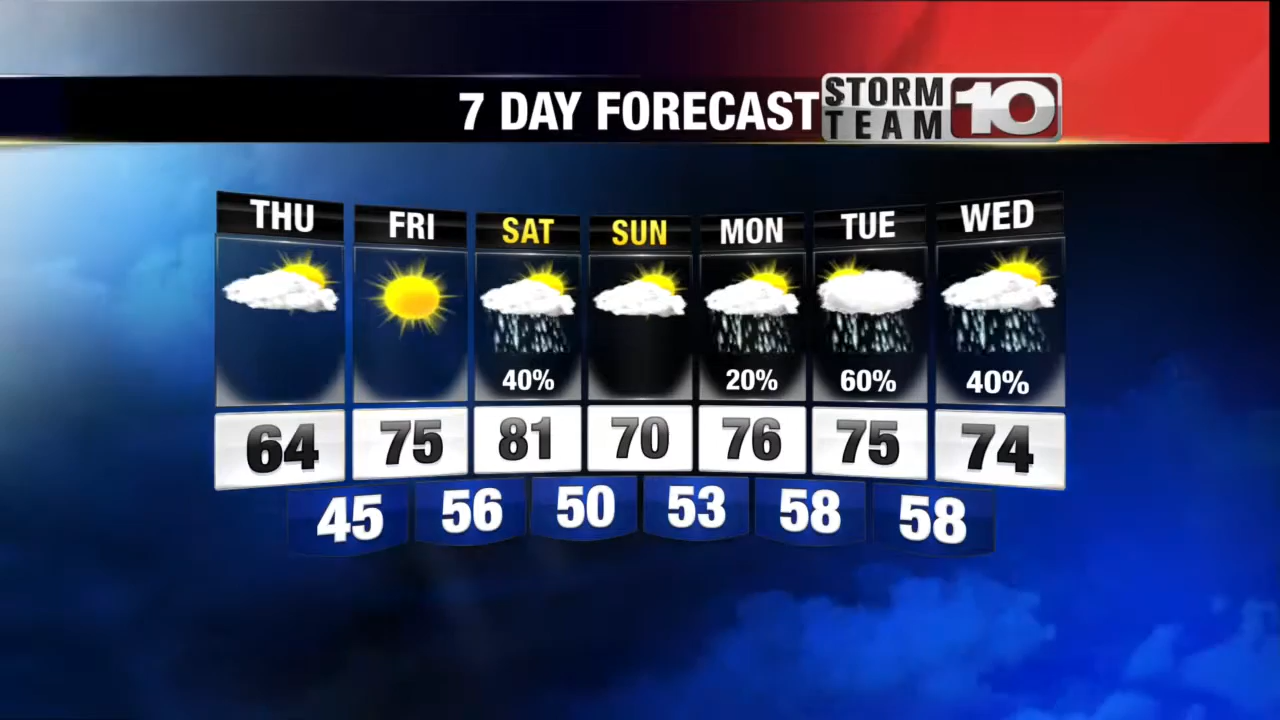 7 DAY FORECAST STORM TEAM 10
THU FRI SAT SUN MON TUE WED
40% 20% 60% 40%
64 75 81 70 76 75 74
45 56 50 53 58 58